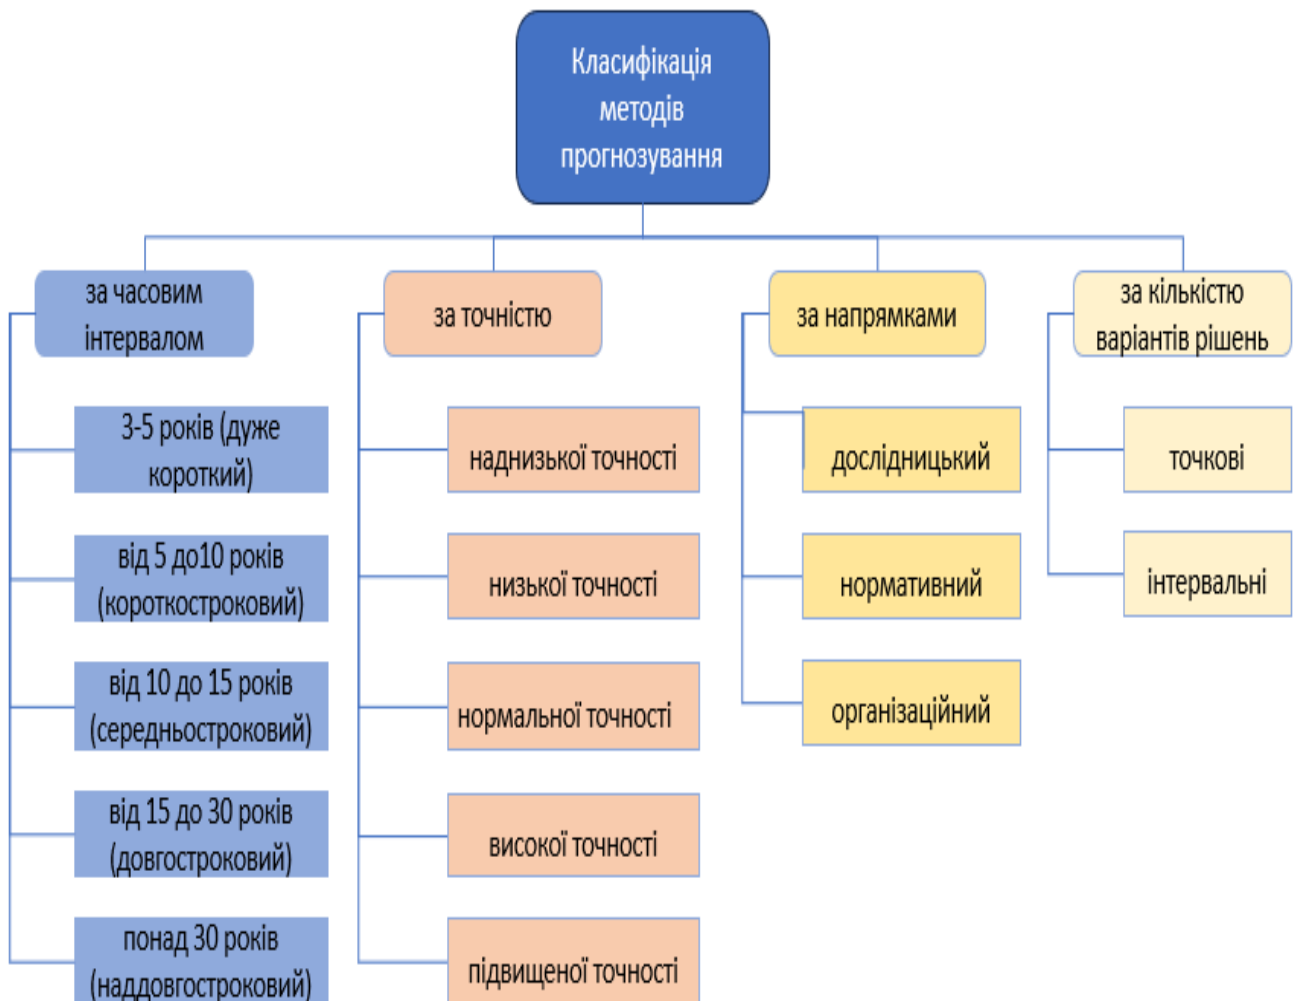 Класифікація
методів
прогнозування
за часовим
інтервалом
3-5 років (дуже
короткий)
від 5 до10 років
(короткостроковий)
від 10 до 15 років
(середньостроковий)
від 15 до 30 років
(довгостроковий)
понад 30 років
(наддовгостроковий)
за точністю
наднизької точності
низької точності
нормальної точності
високої точності
підвищеної точності
за напрямками
дослідницький
нормативний
організаційний
за кількістю
варіантів рішень
точкові
інтервальні